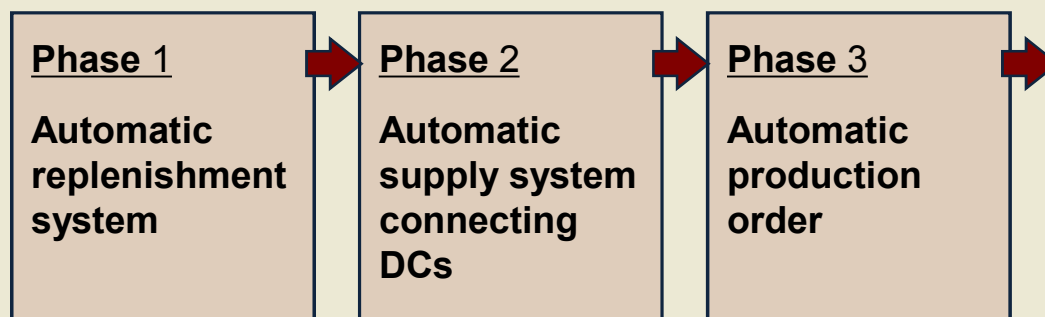 Phase 1
Automatic
replenishment
system
Phase 2
Automatic
supply system
connecting
DCs
Phase 3
Automatic
production
order